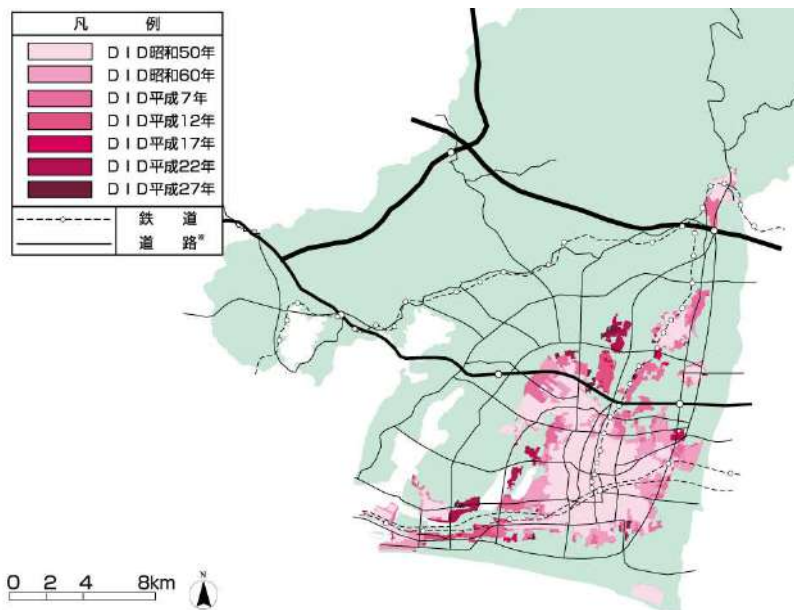 凡 例
DID昭和50年
DID昭和60年
DID平成7年
DID平成12年
DID平成17年
DID平成22年
DID平成27年
鉄 道
道 路※
0 2 4 8km
N